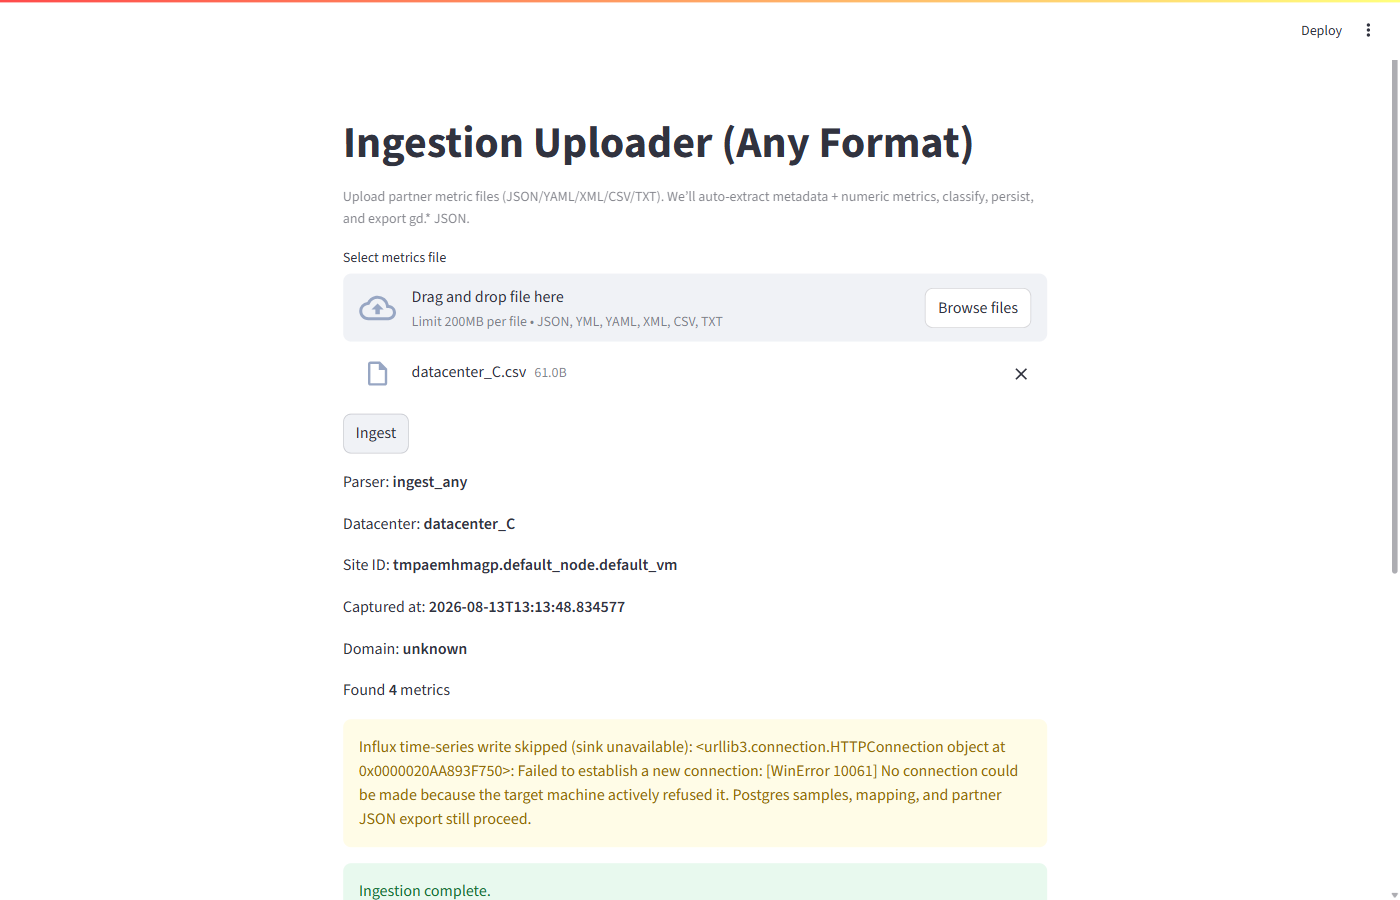 Deploy
Ingestion Uploader (Any Format)
Upload partner metric files (JSON/YAML/XML/CSV/TXT). We'll auto-extract metadata + numeric metrics, classify, persist,
and export gd.* JSON.
Select metrics file
Drag and drop file here
Limit 200MB per file • JSON, YML, YAML, XML, CSV, TXT
Browse files
datacenter_C.csv 61.0B
Ingest
Parser: ingest_any
Datacenter: datacenter_C
Site ID: tmpaemhmagp.default_node.default_vm
Captured at: 2026-08-13T13:13:48.834577
Domain: unknown
Found 4 metrics
Influx time-series write skipped (sink unavailable): <urllib3.connection.HTTPConnection object at
0x0000020AA893F750>: Failed to establish a new connection: [WinError 10061] No connection could
be made because the target machine actively refused it. Postgres samples, mapping, and partner
JSON export still proceed.
Ingestion complete.